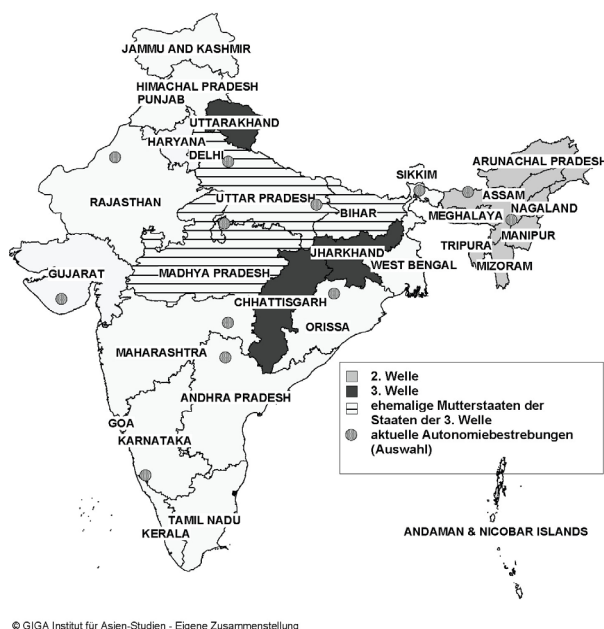 JAMMU AND KASHMIR
HIMACHAL PRADESH
PUNJAB
UTTARAKHAND
HARYANA
DELHI
ARUNACHAL PRADESH
SIKKIM
RAJASTHAN
UTTAR PRADESH
ASSAM
NAGALAND
BIHAR
MEGHALAYA
MANIPUR
JHARKHAND
TRIPURA
WEST BENGAL
MIZORAM
GUJARAT
MADHYA PRADESH
CHHATTISGARH
ORISSA
MAHARASHTRA
ANDHRA PRADESH
GOA
KARNATAKA
TAMIL NADU
KERALA
ANDAMAN & NICOBAR ISLANDS
2. Welle
3. Welle
ehemalige Mutterstaaten der
Staaten der 3. Welle
aktuelle Autonomiebestrebungen
(Auswahl)
© GIGA Institut für Asien-Studien - Eigene Zusammenstellung